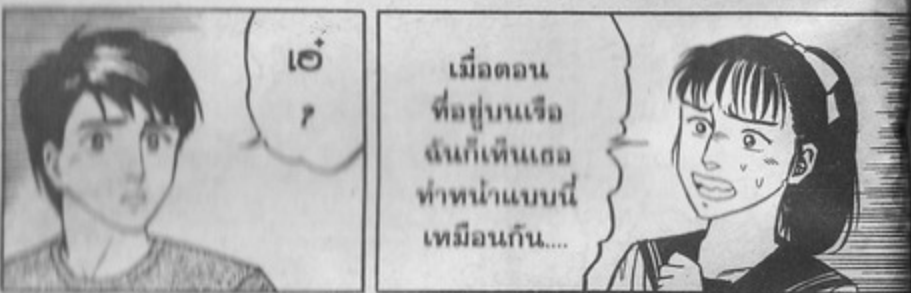 เอ๋
?
เมื่อตอน
ที่อยู่บนเรือ
ฉันก็เห็นเธอ
ทำหน้าแบบนี้
เหมือนกัน....